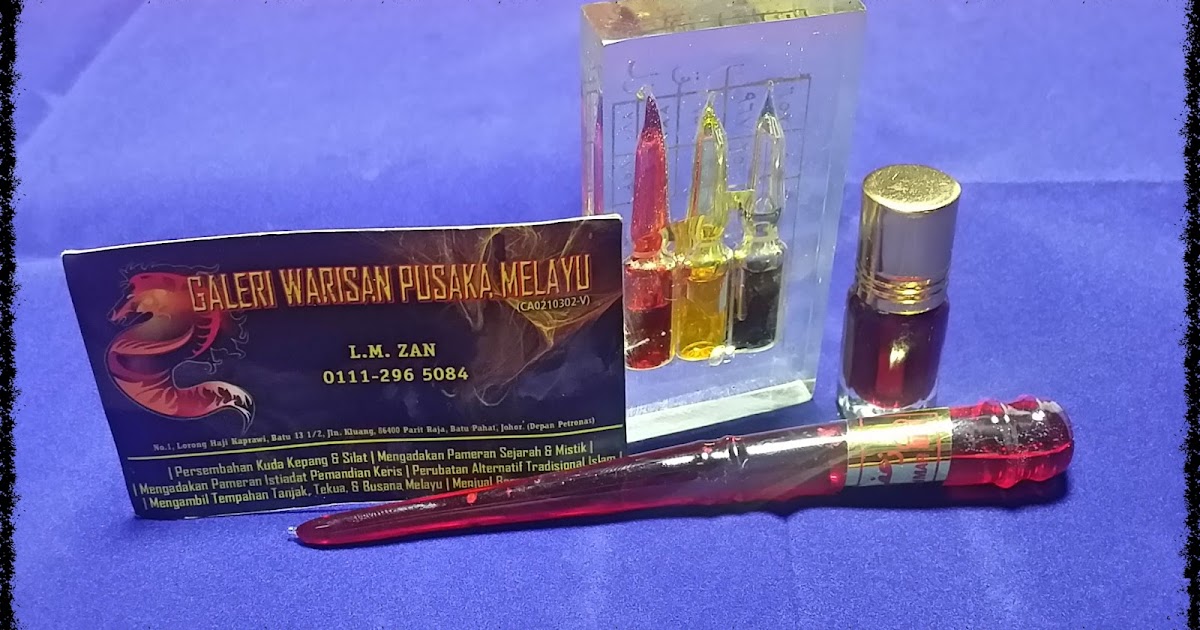 GALERI WARISAN PUSAKA MELAYU
(CA0210302-V)
L.M. ZAN
0111-296 5084
No.1, Lorong Haji Kaprawi, Batu 13 1/2, Jln. Kluang, 86400 Parit Raja, Batu Pahat, Johor. (Depan Petronas)
| Persembahan Kuda Kepang & Silat | Mengadakan Pameran Sejarah & Mistik |
| Mengadakan Pameran Istiadat Pemandian Keris | Perubatan Alternatif Tradisional Islam |
| Mengambil Tempahan Tanjak, Tekua, & Busana Melayu | Menjual